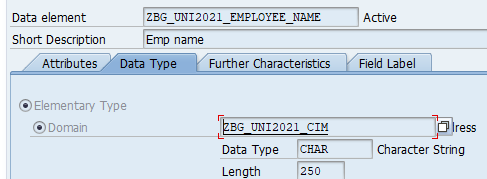 Data element ZBG_UNI2021_EMPLOYEE_NAME Active
Short Description Emp name
Attributes Data Type Further Characteristics Field Label
Elementary Type
Domain ZBG_UNI2021_CIM ress
Data Type CHAR Character String
Length 250